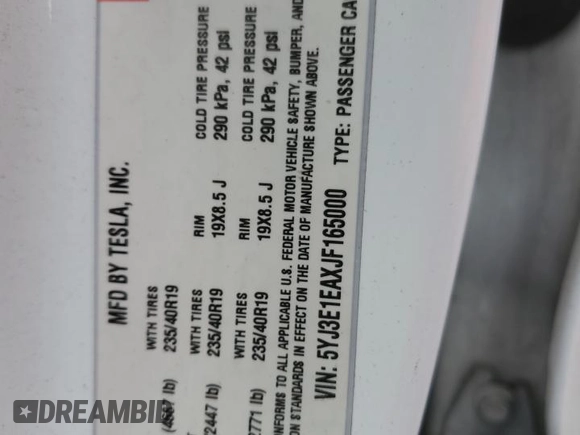 MFD BY TESLA, INC.
lb) WITH TIRES
235/40R19
2447 lb) WITH TIRES RIM COLD TIRE PRESSURE
235/40R19 19X8.5 J 290 kPa, 42 psi
2771 lb) WITH TIRES RIM COLD TIRE PRESSURE
235/40R19 19X8.5 J 290 kPa, 42 psi
NFORMS TO ALL APPLICABLE U.S. FEDERAL MOTOR VEHICLE SAFETY, BUMPER, AND
ON STANDARDS IN EFFECT ON THE DATE OF MANUFACTURE SHOWN ABOVE.
VIN: 5YJ3E1EAXJF165000 TYPE: PASSENGER CA
DREAMBI